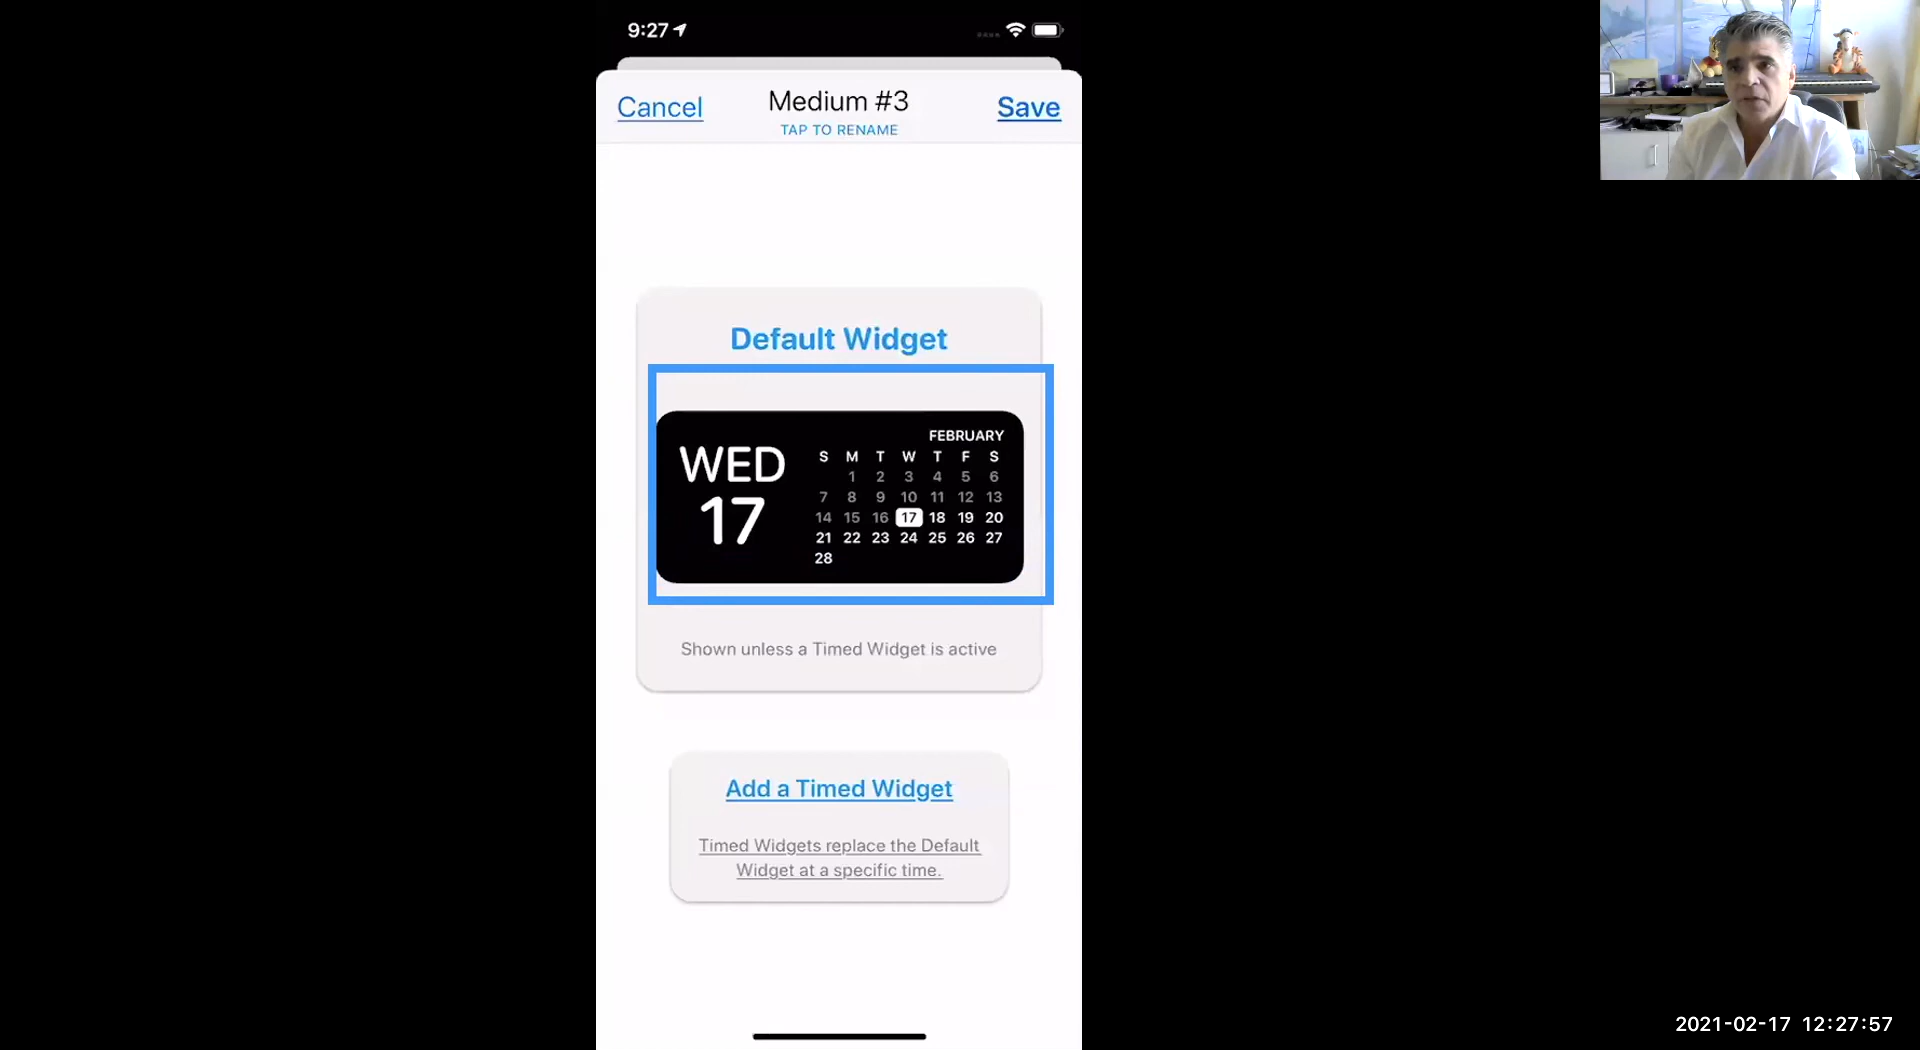 9:27
Cancel
Medium #3
Save
TAP TO RENAME
Default Widget
WED
17
FEBRUARY
S M T W T F S
1 2 3 4 5 6
7 8 9 10 11 12 13
14 15 16 17 18 19 20
21 22 23 24 25 26 27
28
Shown unless a Timed Widget is active
Add a Timed Widget
Timed Widgets replace the Default
Widget at a specific time.
2021-02-17 12:27:57